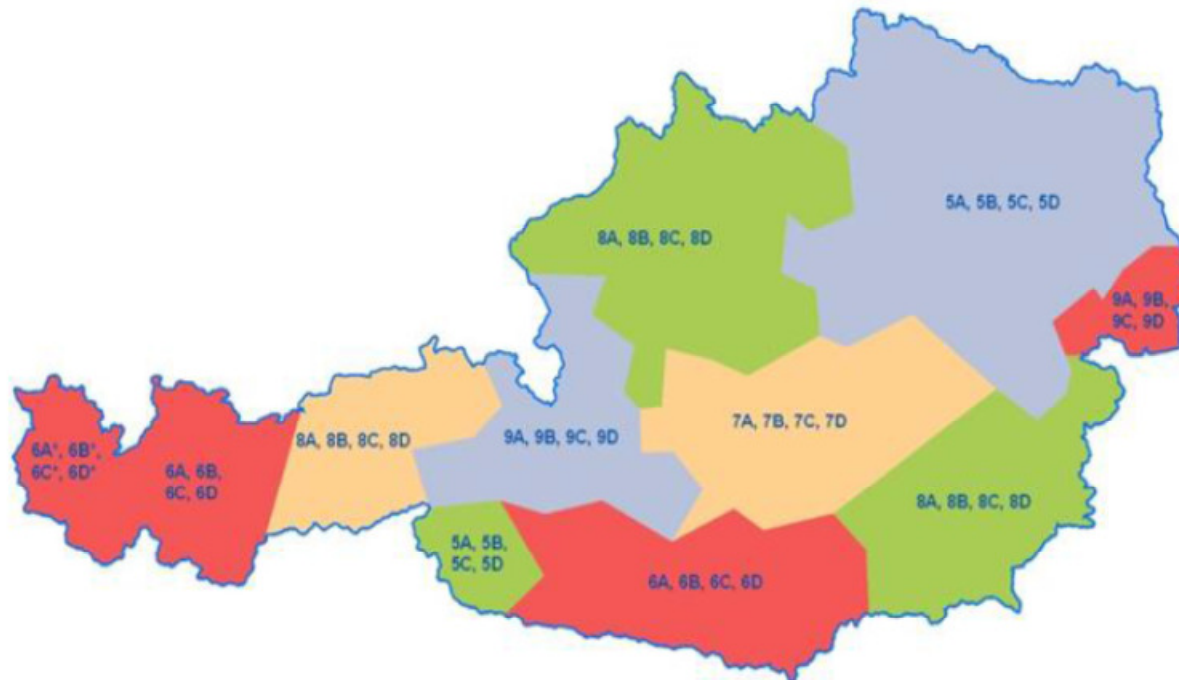 5A, 5B, 5C, 5D
8A, 8B, 8C, 8D
9A, 9B,
9C, 9D
7A, 7B, 7C, 7D
9A, 9B, 9C, 9D
8A, 8B, 8C, 8D
6A*, 6B*,
6C*, 6D*
6A, 6B,
6C, 6D
8A, 8B, 8C, 8D
5A, 5B,
5C, 5D
6A, 6B, 6C, 6D